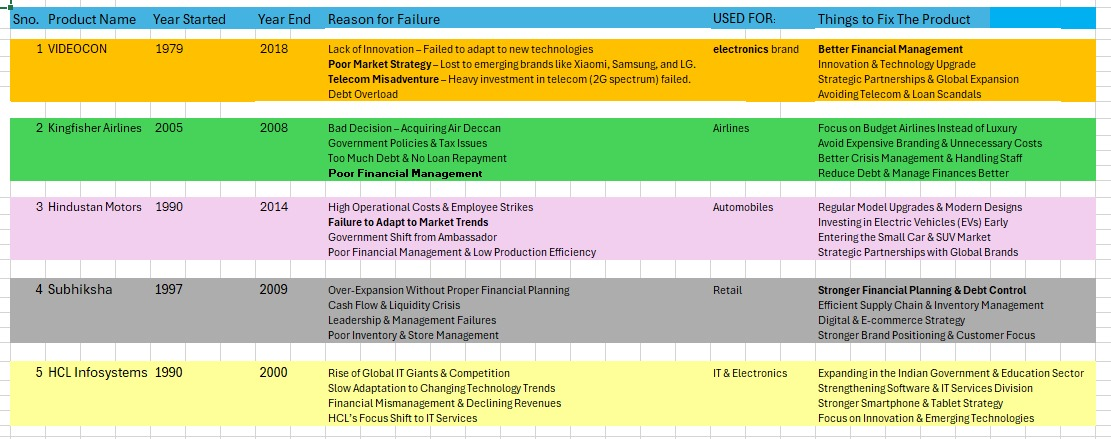 Sno. Product Name Year Started Year End Reason for Failure USED FOR: Things to Fix The Product
1 VIDEOCON 1979 2018 Lack of Innovation – Failed to adapt to new technologies electronics brand Better Financial Management
Poor Market Strategy – Lost to emerging brands like Xiaomi, Samsung, and LG. Innovation & Technology Upgrade
Telecom Misadventure – Heavy investment in telecom (2G spectrum) failed. Strategic Partnerships & Global Expansion
Debt Overload Avoiding Telecom & Loan Scandals
2 Kingfisher Airlines 2005 2008 Bad Decision – Acquiring Air Deccan Airlines Focus on Budget Airlines Instead of Luxury
Government Policies & Tax Issues Avoid Expensive Branding & Unnecessary Costs
Too Much Debt & No Loan Repayment Better Crisis Management & Handling Staff
Poor Financial Management Reduce Debt & Manage Finances Better
3 Hindustan Motors 1990 2014 High Operational Costs & Employee Strikes Automobiles Regular Model Upgrades & Modern Designs
Failure to Adapt to Market Trends Investing in Electric Vehicles (EVs) Early
Government Shift from Ambassador Entering the Small Car & SUV Market
Poor Financial Management & Low Production Efficiency Strategic Partnerships with Global Brands
4 Subhiksha 1997 2009 Over-Expansion Without Proper Financial Planning Retail Stronger Financial Planning & Debt Control
Cash Flow & Liquidity Crisis Efficient Supply Chain & Inventory Management
Leadership & Management Failures Digital & E-commerce Strategy
Poor Inventory & Store Management Stronger Brand Positioning & Customer Focus
5 HCL Infosystems 1990 2000 Rise of Global IT Giants & Competition IT & Electronics Expanding in the Indian Government & Education Sector
Slow Adaptation to Changing Technology Trends Strengthening Software & IT Services Division
Financial Mismanagement & Declining Revenues Stronger Smartphone & Tablet Strategy
HCL's Focus Shift to IT Services Focus on Innovation & Emerging Technologies